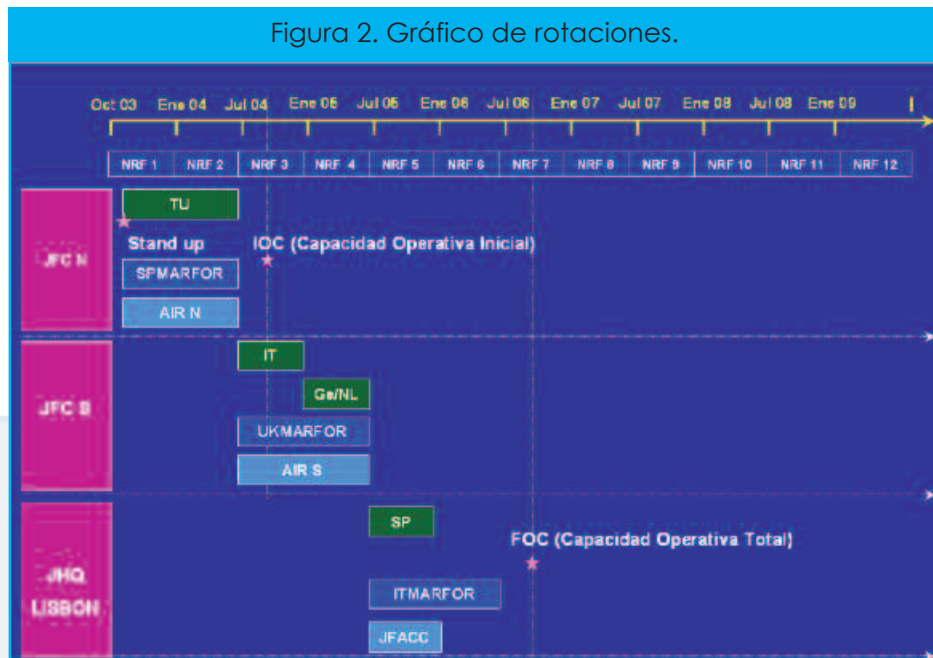 Figura 2. Gráfico de rotaciones.
Oct 03 Ene 04 Jul 04 Ene 05 Jul 05 Ene 06 Jul 06 Ene 07 Jul 07 Ene 08 Jul 08 Ene 09
NRF 1 NRF 2 NRF 3 NRF 4 NRF 5 NRF 6 NRF 7 NRF 8 NRF 9 NRF 10 NRF 11 NRF 12
JFC N
TU
Stand up
IOC (Capacidad Operativa Inicial)
SPMARFOR
AIR N
JFC B
IT
Ge/NL
UKMARFOR
AIR S
JHQ
LISBON
SP
FOC (Capacidad Operativa Total)
ITMARFOR
JFACC